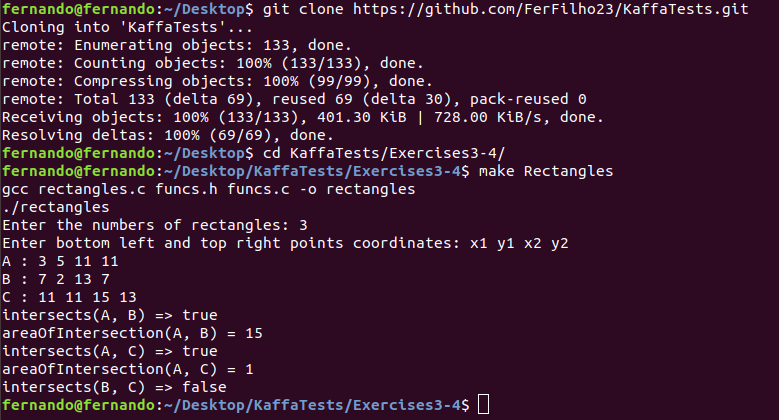 fernando@fernando:~/Desktop$ git clone https://github.com/FerFilho23/KaffaTests.git
Cloning into 'KaffaTests'...
remote: Enumerating objects: 133, done.
remote: Counting objects: 100% (133/133), done.
remote: Compressing objects: 100% (99/99), done.
remote: Total 133 (delta 69), reused 69 (delta 30), pack-reused 0
Receiving objects: 100% (133/133), 401.30 KiB | 728.00 KiB/s, done.
Resolving deltas: 100% (69/69), done.
fernando@fernando:~/Desktop$ cd KaffaTests/Exercises3-4/
fernando@fernando:~/Desktop/KaffaTests/Exercises3-4$ make Rectangles
gcc rectangles.c funcs.h funcs.c -o rectangles
./rectangles
Enter the numbers of rectangles: 3
Enter bottom left and top right points coordinates: x1 y1 x2 y2
A : 3 5 11 11
B : 7 2 13 7
C : 11 11 15 13
intersects(A, B) => true
areaOfIntersection(A, B) = 15
intersects(A, C) => true
areaOfIntersection(A, C) = 1
intersects(B, C) => false
fernando@fernando:~/Desktop/KaffaTests/Exercises3-4$